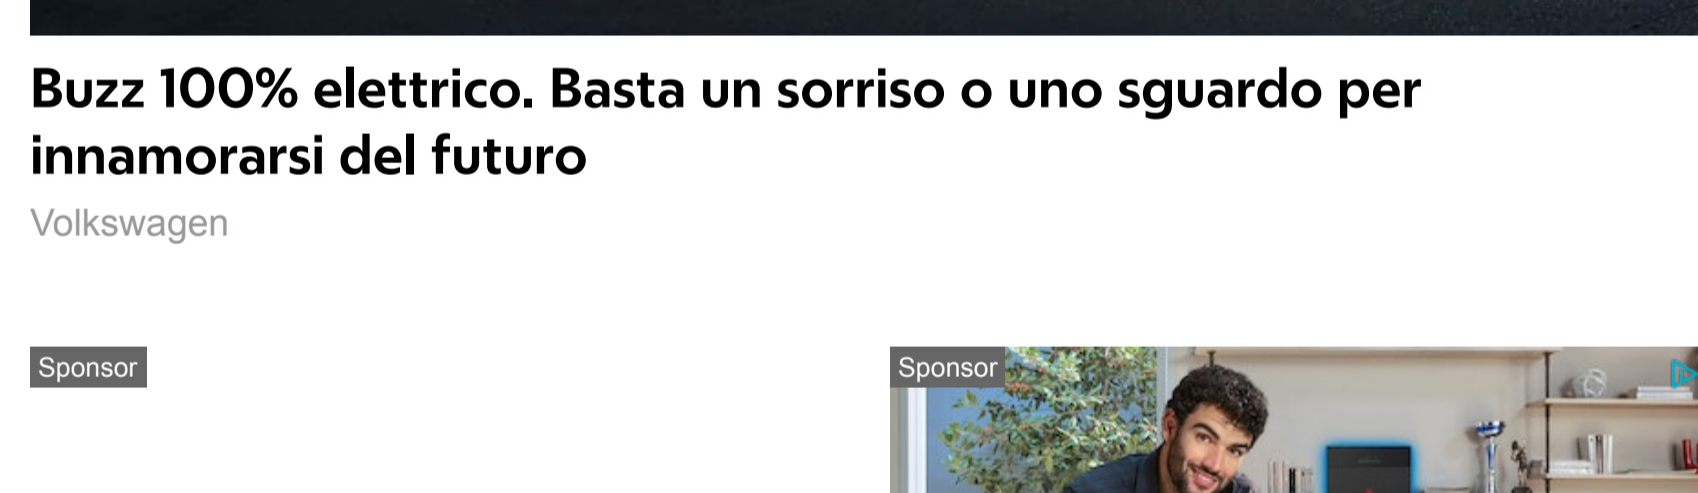 Buzz 100% elettrico. Basta un sorriso o uno sguardo per
innamorarsi del futuro
Volkswagen
Sponsor
Sponsor